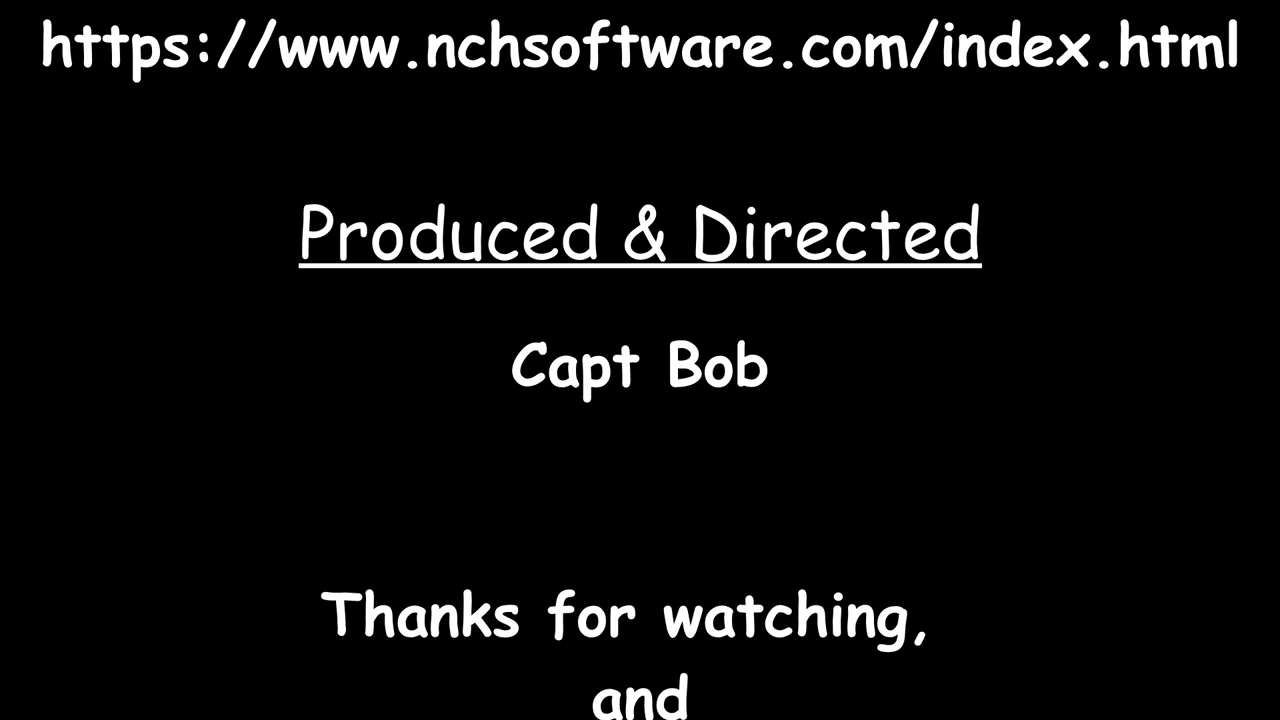 https://www.nchsoftware.com/index.html
Produced & Directed
Capt Bob
Thanks for watching,
and